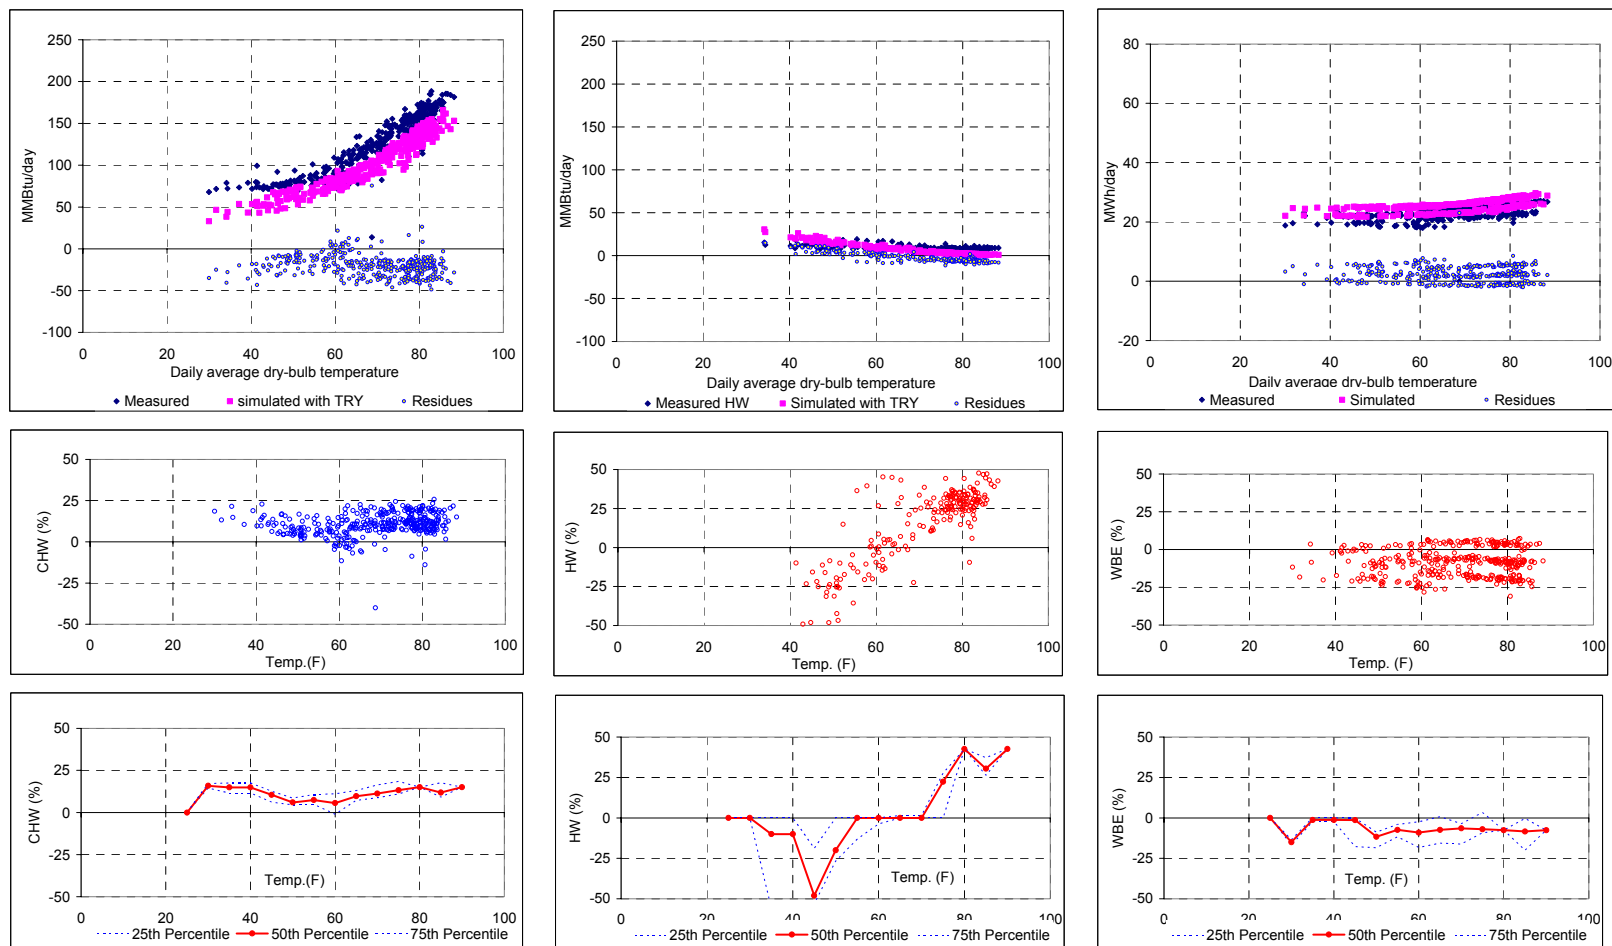 250
200
150
100
50
0
-50
-100
MMBtu/day
0 20 40 60 80 100
Daily average dry-bulb temperature
Measured simulated with TRY Residues
250
200
150
100
50
0
-50
-100
MMBtu/day
0 20 40 60 80 100
Daily average dry-bulb temperature
Measured HW Simulated with TRY Residues
80
60
40
20
0
-20
MWh/day
0 20 40 60 80 100
Daily average dry-bulb temperature
Measured Simulated Residues
50
25
0
-25
-50
CHW (%)
0 20 40 60 80 100
Temp.(F)
50
25
0
-25
-50
HW (%)
0 20 40 60 80 100
Temp. (F)
50
25
0
-25
-50
WBE (%)
0 20 40 60 80 100
Temp. (F)
50
25
0
-25
-50
CHW (%)
Temp.(F)
0 20 40 60 80 100
25th Percentile 50th Percentile 75th Percentile
50
25
0
-25
-50
HW (%)
Temp. (F)
0 20 40 60 80 100
25th Percentile 50th Percentile 75th Percentile
50
25
0
-25
-50
WBE (%)
Temp. (F)
0 20 40 60 80 100
25th Percentile 50th Percentile 75th Percentile